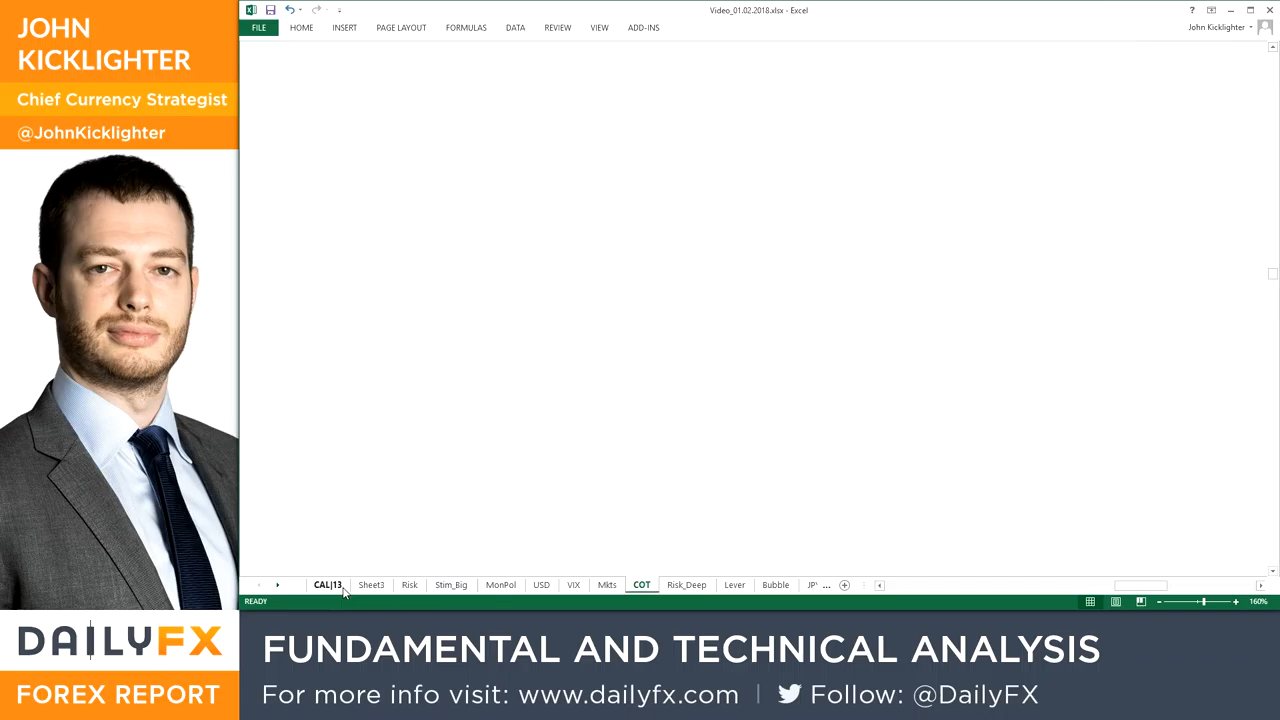 JOHN
KICKLIGHTER
Chief Currency Strategist
@JohnKicklighter
Video_01.02.2018.xlsx - Excel
FILE HOME INSERT PAGE LAYOUT FORMULAS DATA REVIEW VIEW ADD-INS
John Kicklighter
CAL|13 Sheet3 Risk MonPol USD VIX Mkts COT Risk_Deep Lever Bubble ...
READY
160%
DAILYFX
FOREX REPORT
FUNDAMENTAL AND TECHNICAL ANALYSIS
For more info visit: www.dailyfx.com | Follow: @DailyFX